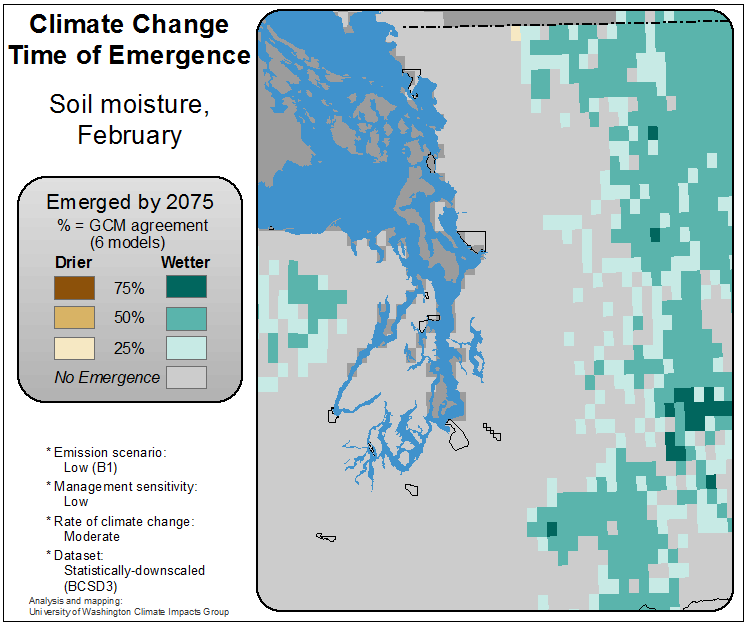 Climate Change
Time of Emergence
Soil moisture,
February
Emerged by 2075
% = GCM agreement
(6 models)
Drier Wetter
75%
50%
25%
No Emergence
* Emission scenario:
Low (B1)
* Management sensitivity:
Low
* Rate of climate change:
Moderate
* Dataset:
Statistically-downscaled
(BCSD3)
Analysis and mapping:
University of Washington Climate Impacts Group